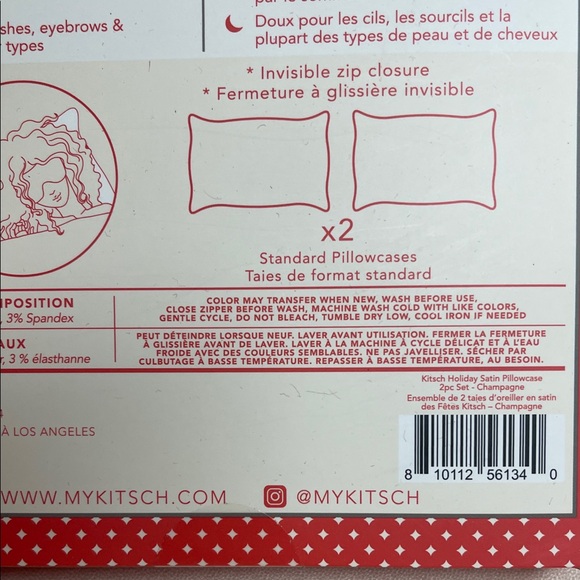 shes, eyebrows &
types
Doux pour les cils, les sourcils et la
plupart des types de peau et de cheveux
* Invisible zip closure
* Fermeture à glissière invisible
x2
Standard Pillowcases
Taies de format standard
POSITION
, 3% Spandex
COLOR MAY TRANSFER WHEN NEW, WASH BEFORE USE,
CLOSE ZIPPER BEFORE WASH, MACHINE WASH COLD WITH LIKE COLORS,
GENTLE CYCLE, DO NOT BLEACH, TUMBLE DRY LOW, COOL IRON IF NEEDED
AUX
, 3 % élasthanne
PEUT DÉTEINDRE LORSQUE NEUF. LAVER AVANT UTILISATION. FERMER LA FERMETURE
À GLISSIÈRE AVANT DE LAVER. LAVER À LA MACHINE À CYCLE DÉLICAT ET À L'EAU
FROIDE AVEC DES COULEURS SEMBLABLES. NE PAS JAVELLISER. SÉCHER PAR
CULBUTAGE À BASSE TEMPÉRATURE. REPASSER À BASSE TEMPÉRATURE, AU BESOIN.
Kitsch Holiday Satin Pillowcase
2pc Set - Champagne
Ensemble de 2 taies d'oreiller en satin
des Fêtes Kitsch – Champagne
À LOS ANGELES
8 10112 56134 0
WWW.MYKITSCH.COM
@MYKITSCH